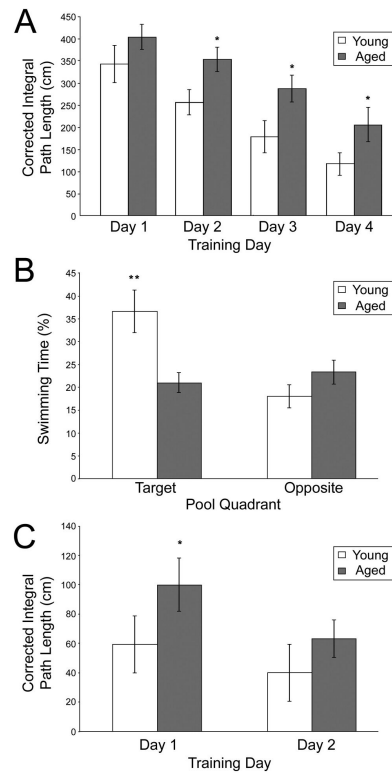 A
Corrected Integral
Path Length (cm)
450
400
350
300
250
200
150
100
50
0
*
*
*
Young
Aged
Day 1 Day 2 Day 3 Day 4
Training Day
B
Swimming Time (%)
45
40
35
30
25
20
15
10
5
0
**
Young
Aged
Target Opposite
Pool Quadrant
C
Corrected Integral
Path Length (cm)
140
120
100
80
60
40
20
0
*
Young
Aged
Day 1 Day 2
Training Day